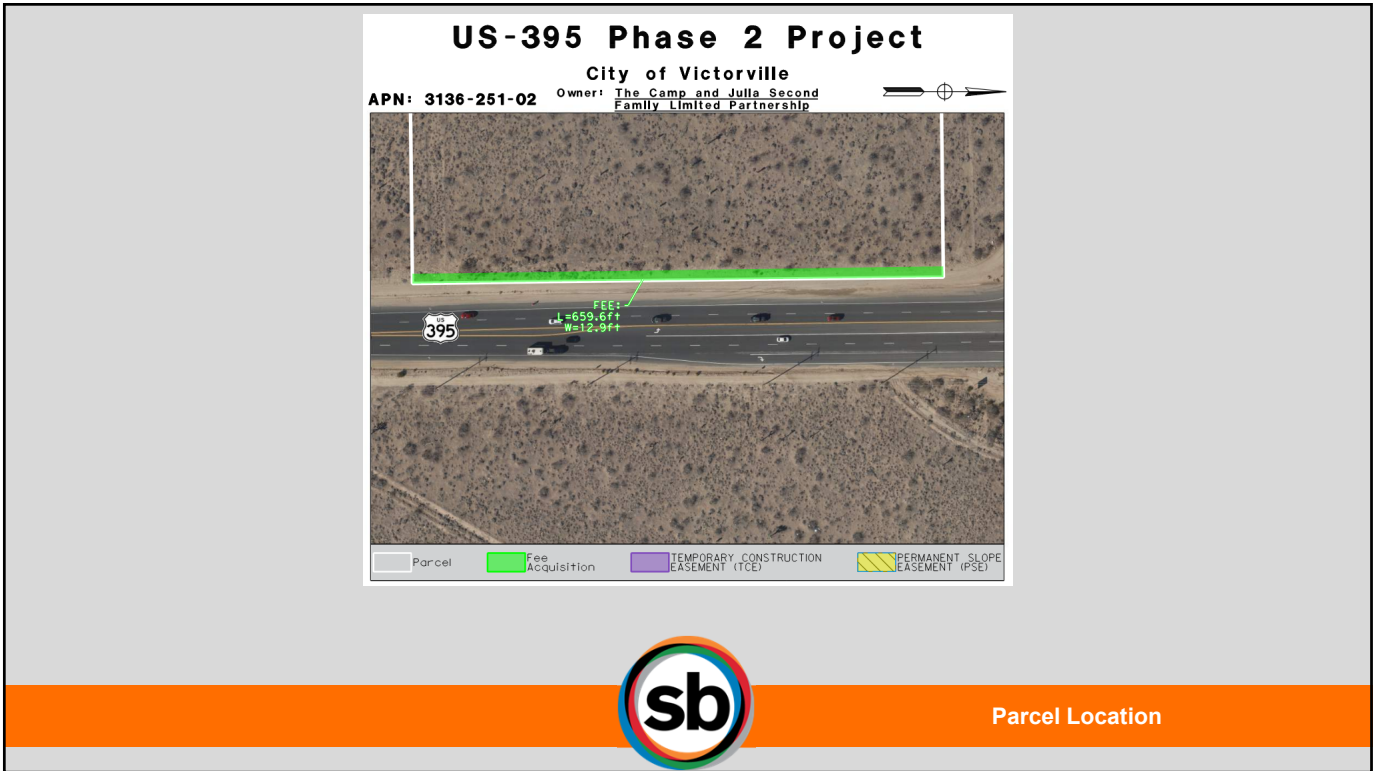 US-395 Phase 2 Project
City of Victorville
APN: 3136-251-02
Owner: The Camp and Julia Second
Family Limited Partnership
FEE:
L=659.6ft
W=12.9ft
US
395
Parcel
Fee
Acquisition
TEMPORARY CONSTRUCTION
EASEMENT (TCE)
PERMANENT SLOPE
EASEMENT (PSE)
sb
Parcel Location